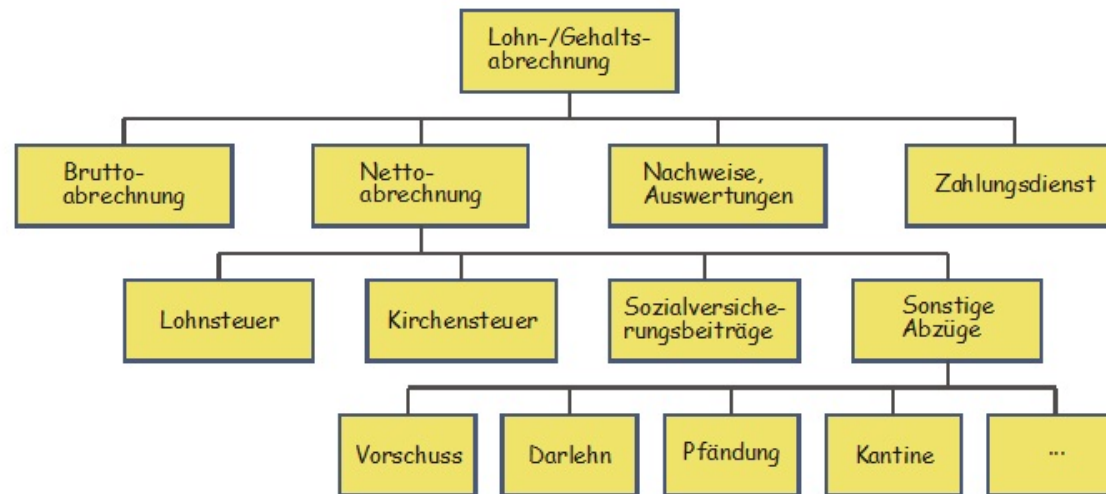 Lohn-/Gehalts-
abrechnung
Brutto-
abrechnung
Netto-
abrechnung
Nachweise,
Auswertungen
Zahlungsdienst
Lohnsteuer
Kirchensteuer
Sozialversiche-
rungsbeiträge
Sonstige
Abzüge
Vorschuss
Darlehn
Pfändung
Kantine
...